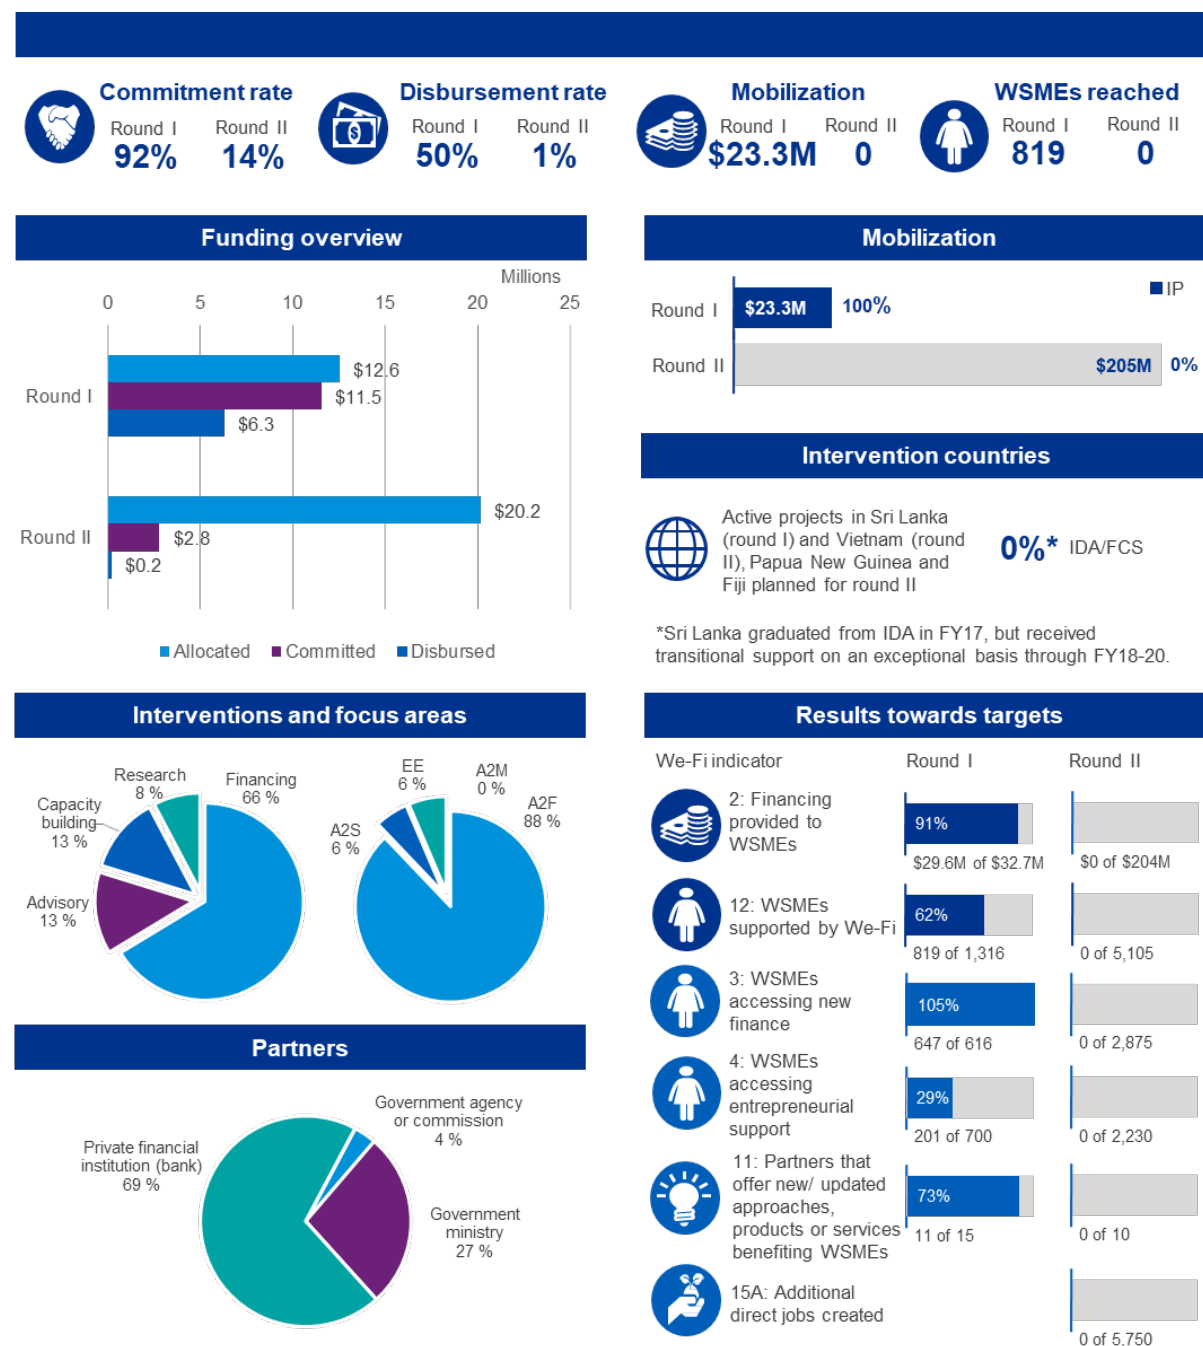 Commitment rate
Round I
Round II
92%
14%
Disbursement rate
Round I
Round II
50%
1%
Mobilization
Round I
Round II
$23.3M
0
WSMEs reached
Round I
Round II
819
0
Funding overview
Millions
0
5
10
15
20
25
Round I
$12.6
$11.5
$6.3
Round II
$20.2
$2.8
$0.2
Allocated
Committed
Disbursed
Mobilization
IP
Round I
$23.3M
100%
Round II
$205M
0%
Intervention countries
Active projects in Sri Lanka
(round I) and Vietnam (round
II), Papua New Guinea and
Fiji planned for round II
0%* IDA/FCS
*Sri Lanka graduated from IDA in FY17, but received
transitional support on an exceptional basis through FY18-20.
Interventions and focus areas
Research
8 %
Financing
66 %
Capacity
building
13 %
Advisory
13 %
EE
6 %
A2M
0 %
A2F
88 %
A2S
6 %
Partners
Government agency
or commission
4 %
Private financial
institution (bank)
69 %
Government
ministry
27 %
Results towards targets
We-Fi indicator
Round I
Round II
2: Financing
provided to
WSMEs
91%
$29.6M of $32.7M
$0 of $204M
12: WSMEs
supported by We-Fi
62%
819 of 1,316
0 of 5,105
3: WSMEs
accessing new
finance
105%
647 of 616
0 of 2,875
4: WSMEs
accessing
entrepreneurial
support
29%
201 of 700
0 of 2,230
11: Partners that
offer new/ updated
approaches,
products or services
benefiting WSMEs
73%
11 of 15
0 of 10
15A: Additional
direct jobs created
0 of 5.750